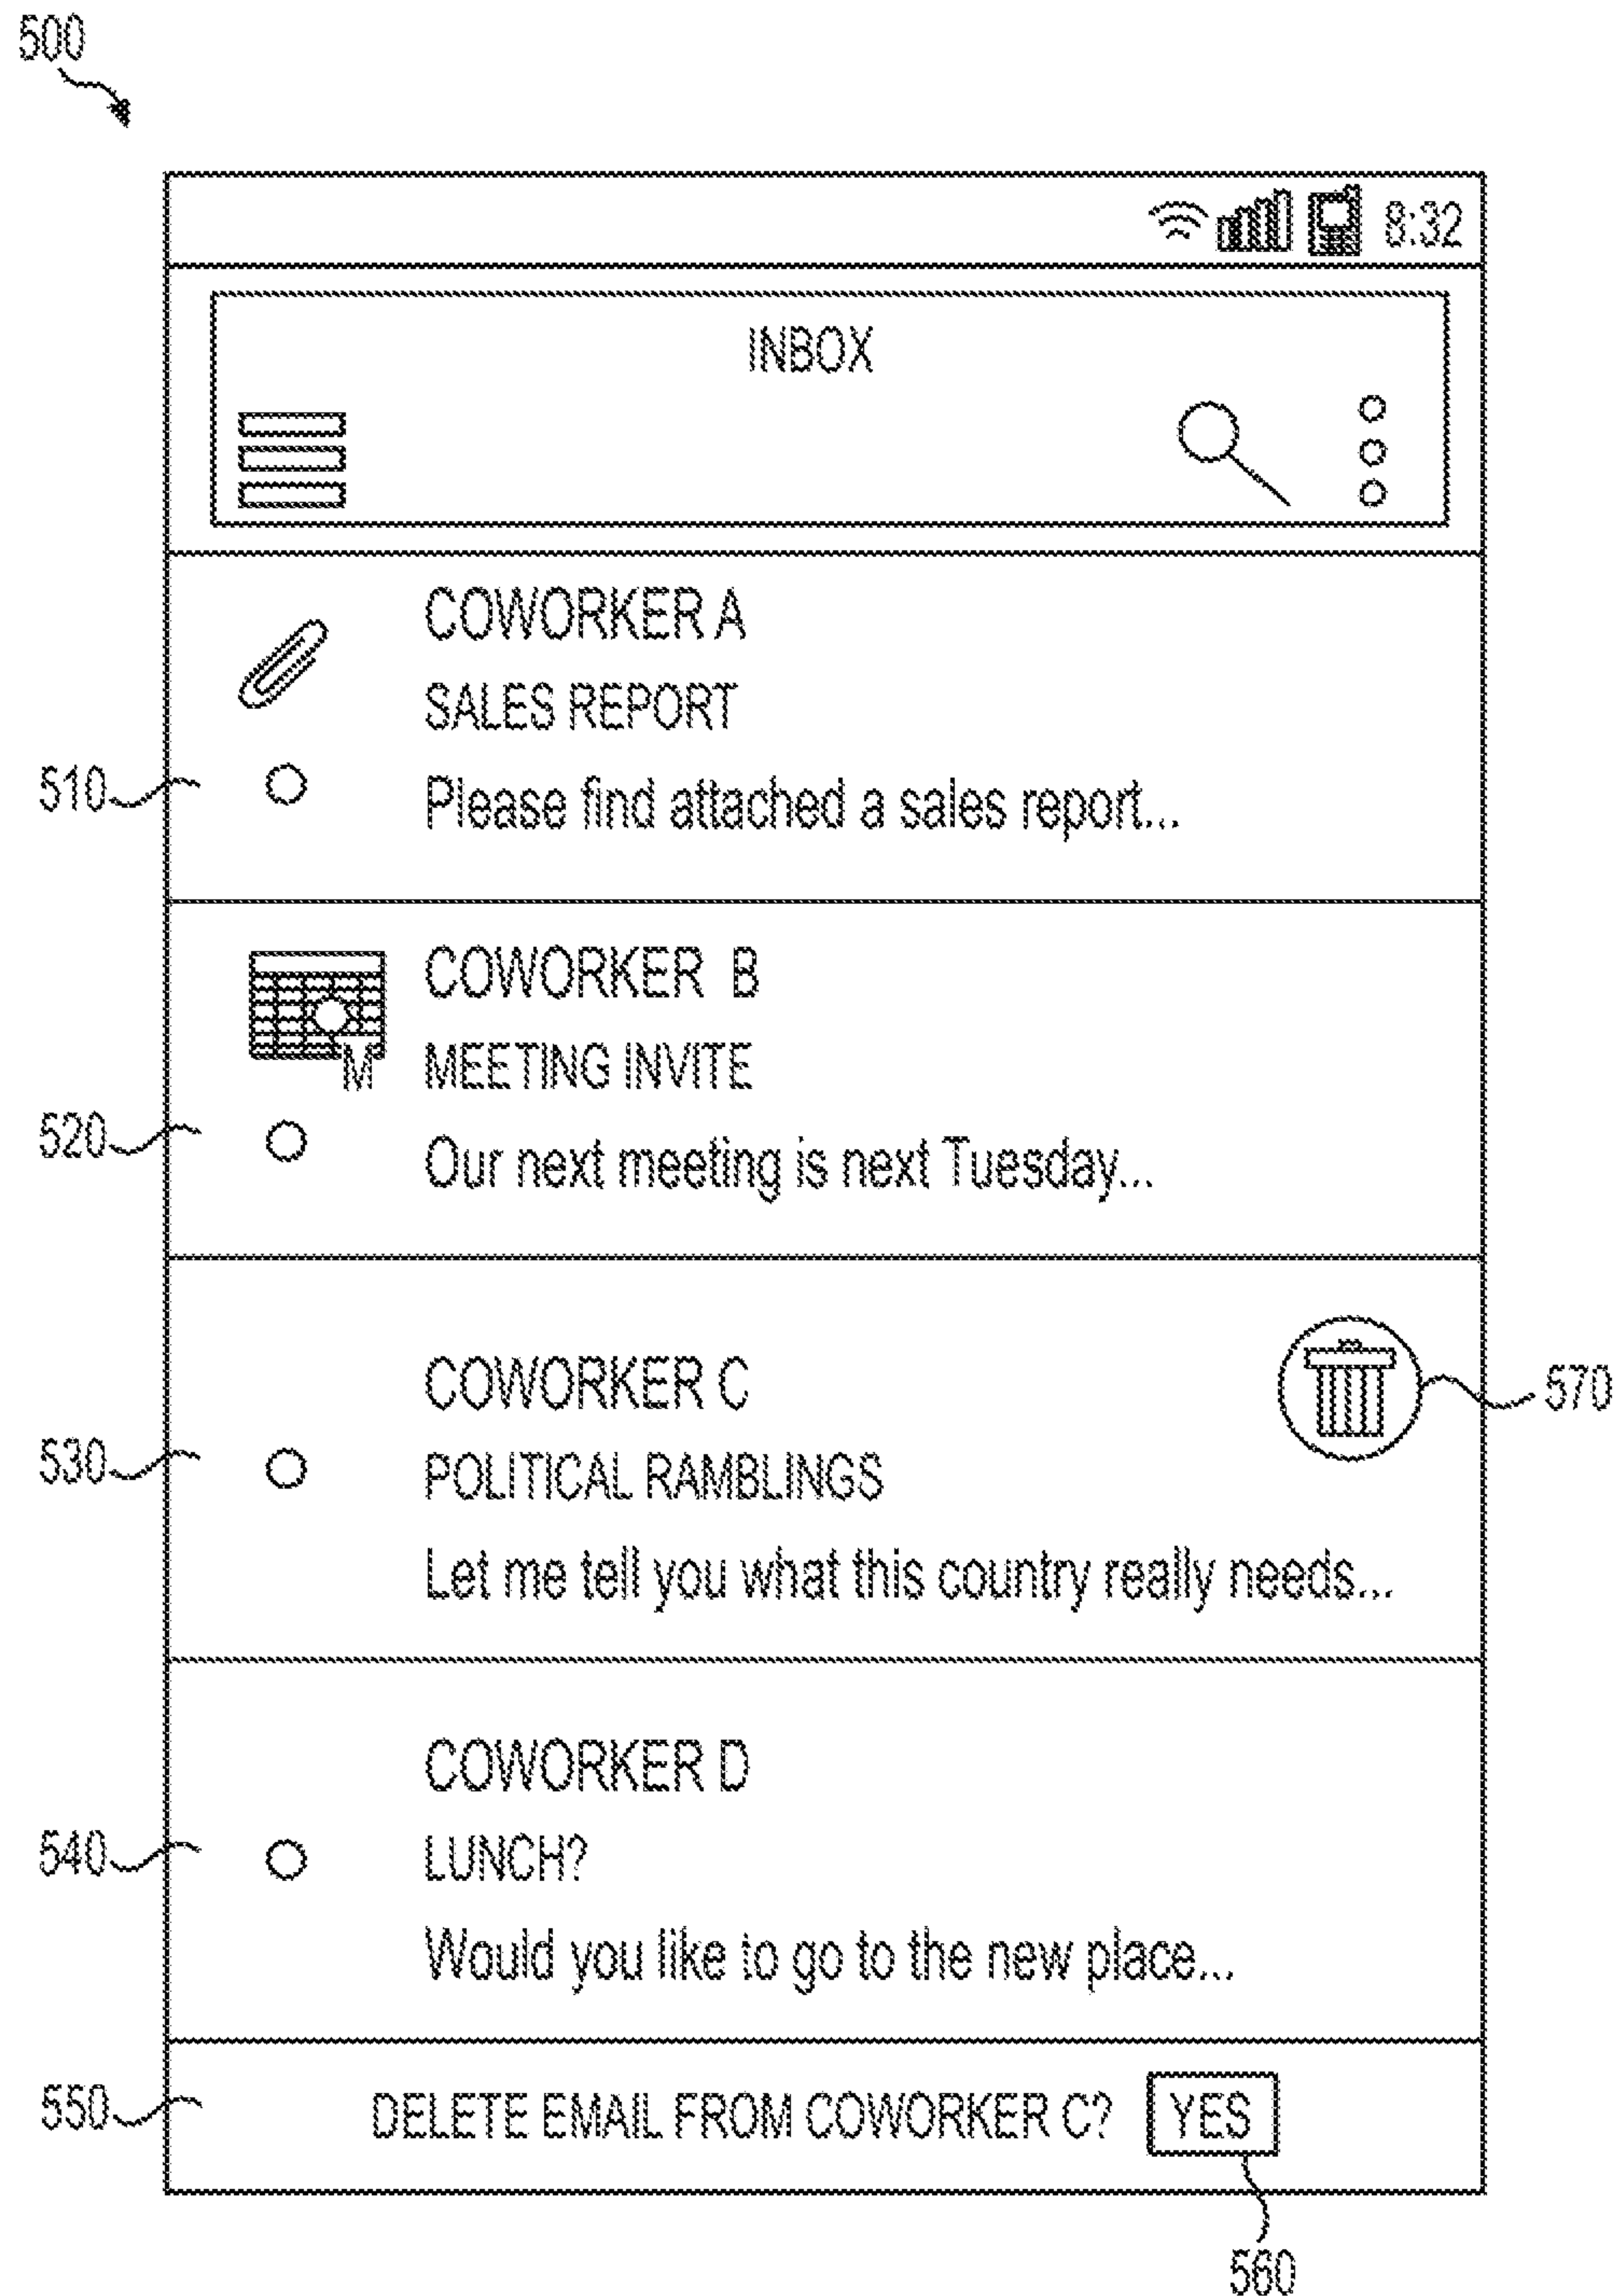 500
8:32
INBOX
COWORKER A
SALES REPORT
510
Please find attached a sales report...
COWORKER B
M
MEETING INVITE
520
Our next meeting is next Tuesday...
COWORKER C
570
530
POLITICAL RAMBLINGS
Let me tell you what this country really needs...
COWORKER D
540
LUNCH?
Would you like to go to the new place...
550
DELETE EMAIL FROM COWORKER C? YES
560